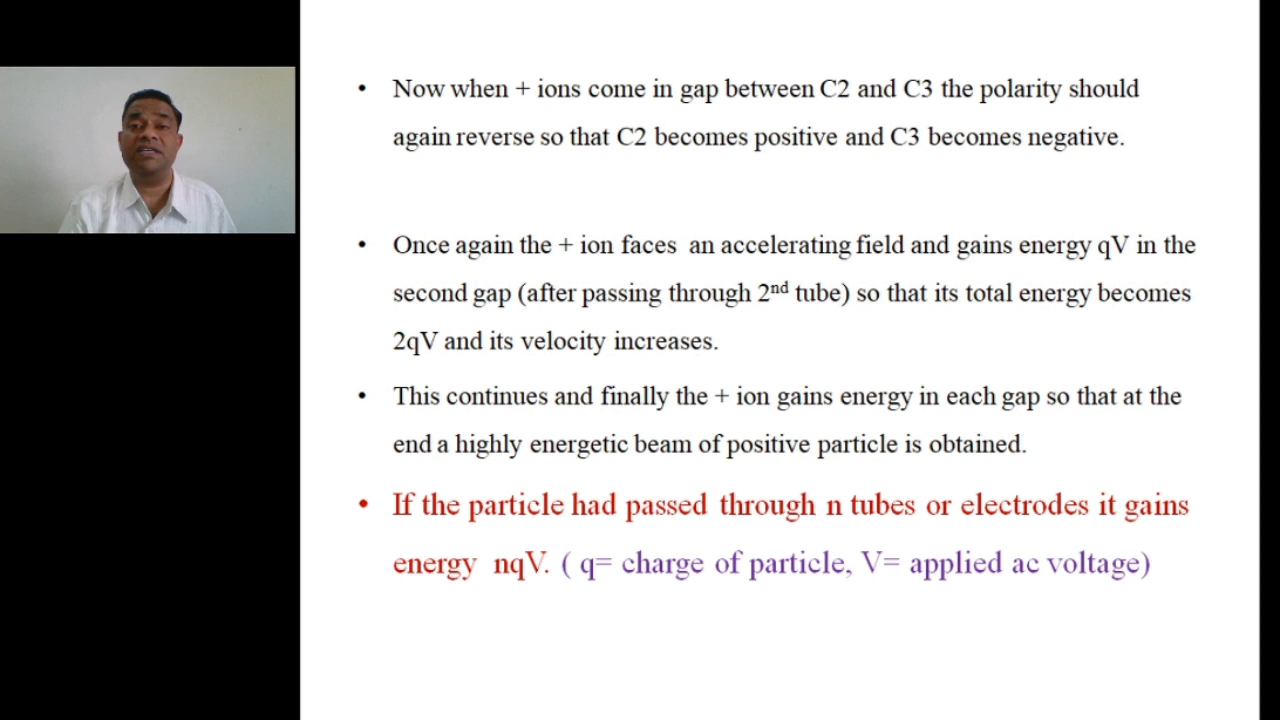 • Now when + ions come in gap between C2 and C3 the polarity should
again reverse so that C2 becomes positive and C3 becomes negative.
• Once again the + ion faces an accelerating field and gains energy qV in the
second gap (after passing through 2nd tube) so that its total energy becomes
2qV and its velocity increases.
• This continues and finally the + ion gains energy in each gap so that at the
end a highly energetic beam of positive particle is obtained.
• If the particle had passed through n tubes or electrodes it gains
energy nqV. ( q= charge of particle, V= applied ac voltage)